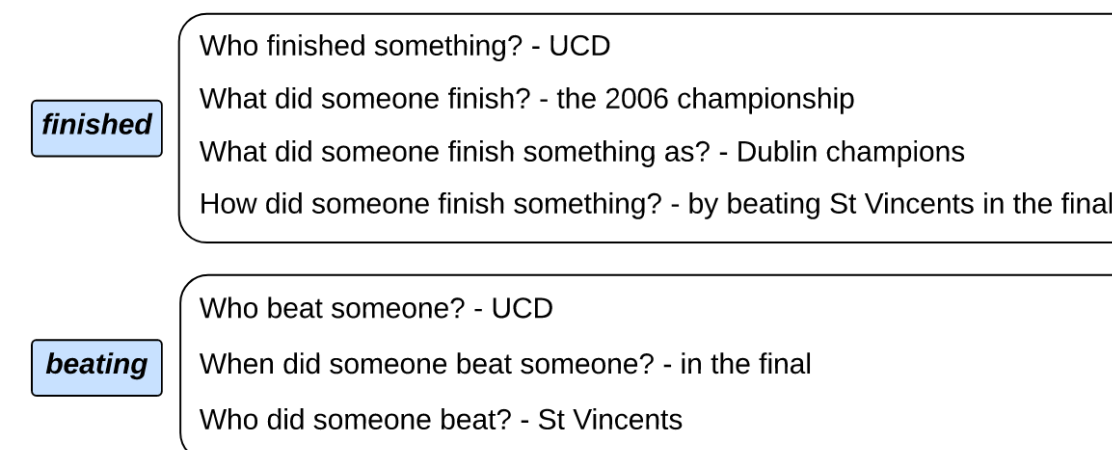 finished
Who finished something? - UCD
What did someone finish? - the 2006 championship
What did someone finish something as? - Dublin champions
How did someone finish something? - by beating St Vincents in the final
beating
Who beat someone? - UCD
When did someone beat someone? - in the final
Who did someone beat? - St Vincents